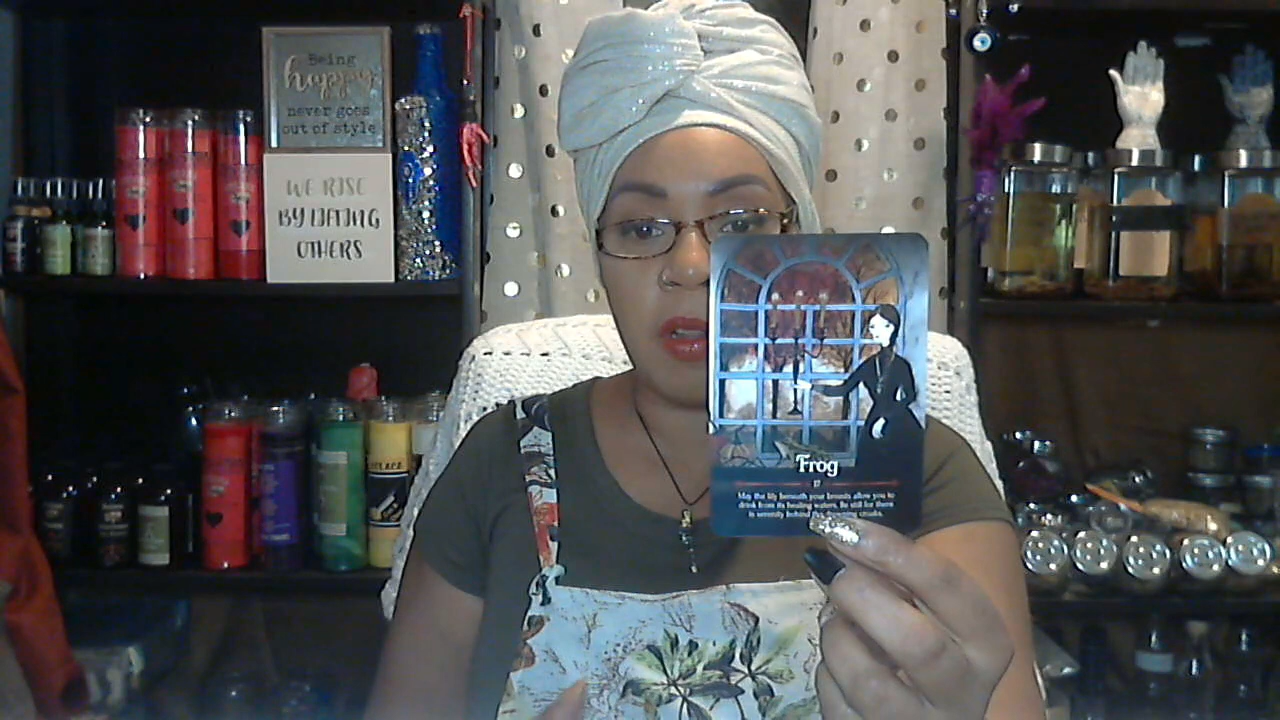 Being
happy
never goes
out of style
WE RISE
BY LIFTING
OTHERS
Frog
17
May the lily beneath your breasts allow you to
drink from its healing waters. Be still for there
is serenity behind the drowning croaks.